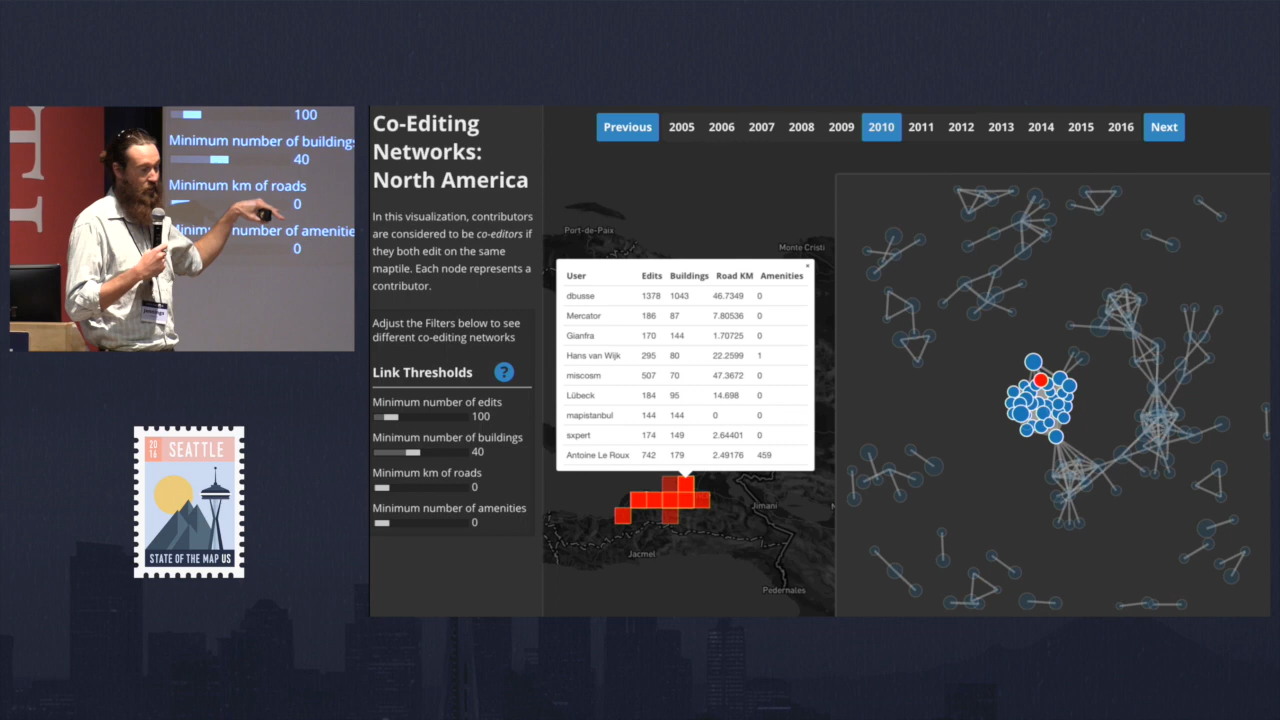 100
Minimum number of buildings
40
Minimum km of roads
0
number of amenitie
0
20
16
SEATTLE
STATE OF THE MAP US
Co-Editing
Networks:
North America
In this visualization, contributors
are considered to be co-editors if
they both edit on the same
maptile. Each node represents a
contributor.
Adjust the Filters below to see
different co-editing networks
Link Thresholds ?
Minimum number of edits
100
Minimum number of buildings
40
Minimum km of roads
0
Minimum number of amenities
0
Previous 2005 2006 2007 2008 2009 2010 2011 2012 2013 2014 2015 2016 Next
Port-de-Paix
Monte Cristi
User Edits Buildings Road KM Amenities
dbusse 1378 1043 46.7349 0
Mercator 186 87 7.80536 0
Gianfra 170 144 1.70725 0
Hans van Wijk 295 80 22.2599 1
miscosm 507 70 47.3672 0
Lübeck 184 95 14.698 0
mapistanbul 144 144 0 0
sxpert 174 149 2.64401 0
Antoine Le Roux 742 179 2.49176 459
Jimani
Jacmel
Pedernales